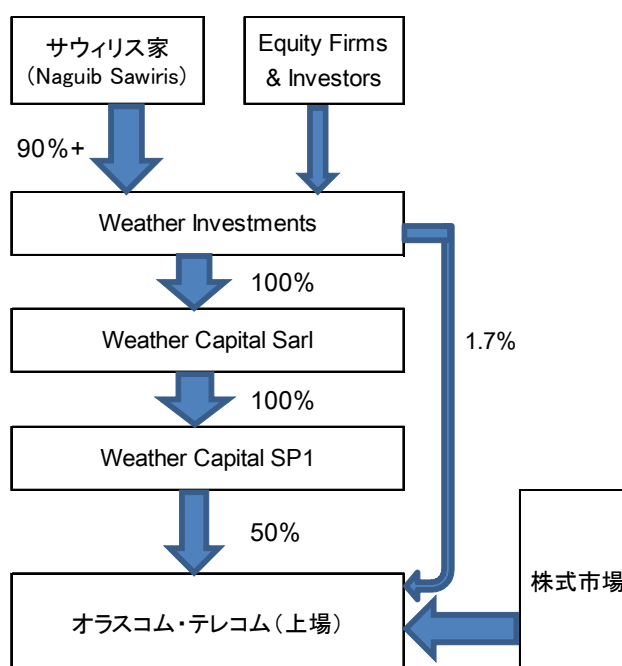 サウィリス家
(Naguib Sawiris)
Equity Firms
& Investors
90%+
Weather Investments
100%
Weather Capital Sarl
1.7%
100%
Weather Capital SP1
50%
株式市場
オラスコム・テレコム(上場)